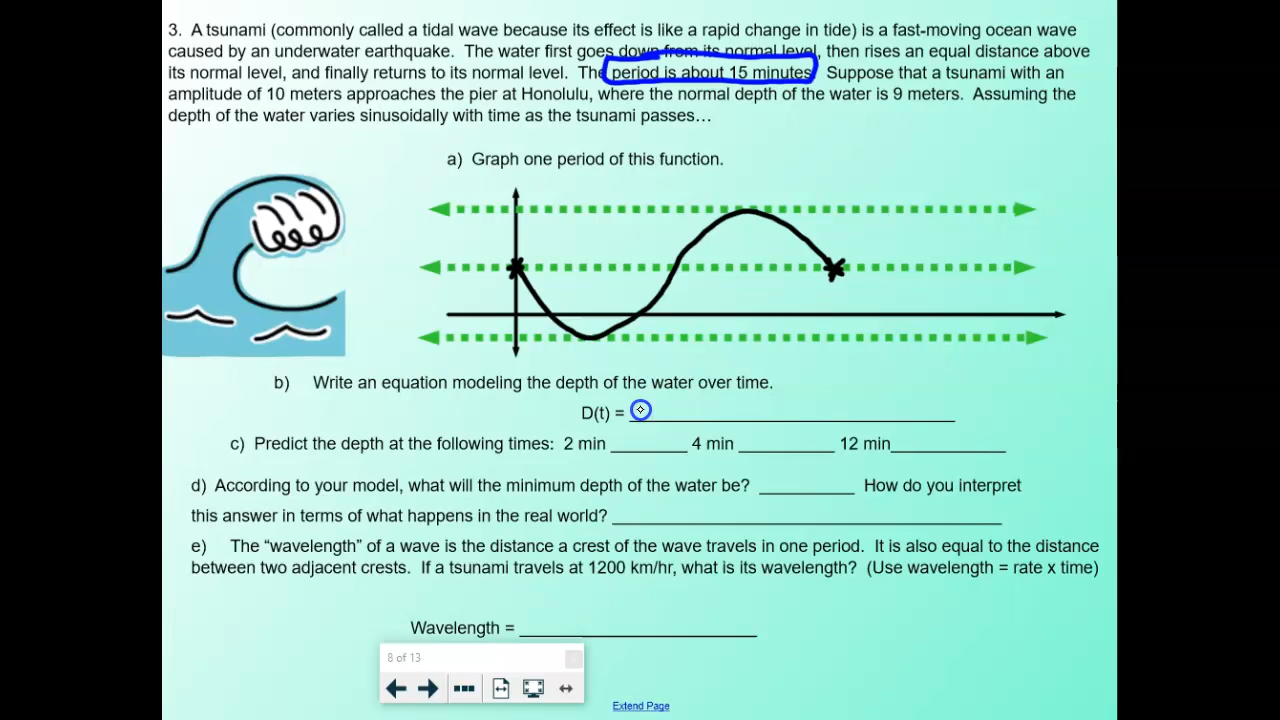 3. A tsunami (commonly called a tidal wave because its effect is like a rapid change in tide) is a fast-moving ocean wave
caused by an underwater earthquake. The water first goes down from its normal level, then rises an equal distance above
its normal level, and finally returns to its normal level. The period is about 15 minutes. Suppose that a tsunami with an
amplitude of 10 meters approaches the pier at Honolulu, where the normal depth of the water is 9 meters. Assuming the
depth of the water varies sinusoidally with time as the tsunami passes…
a) Graph one period of this function.
b) Write an equation modeling the depth of the water over time.
D(t) = ____________________
c) Predict the depth at the following times: 2 min ________ 4 min __________ 12 min____________
d) According to your model, what will the minimum depth of the water be? __________ How do you interpret
this answer in terms of what happens in the real world? ____________________
e) The “wavelength” of a wave is the distance a crest of the wave travels in one period. It is also equal to the distance
between two adjacent crests. If a tsunami travels at 1200 km/hr, what is its wavelength? (Use wavelength = rate x time)
Wavelength = ____________________
8 of 13
Extend Page